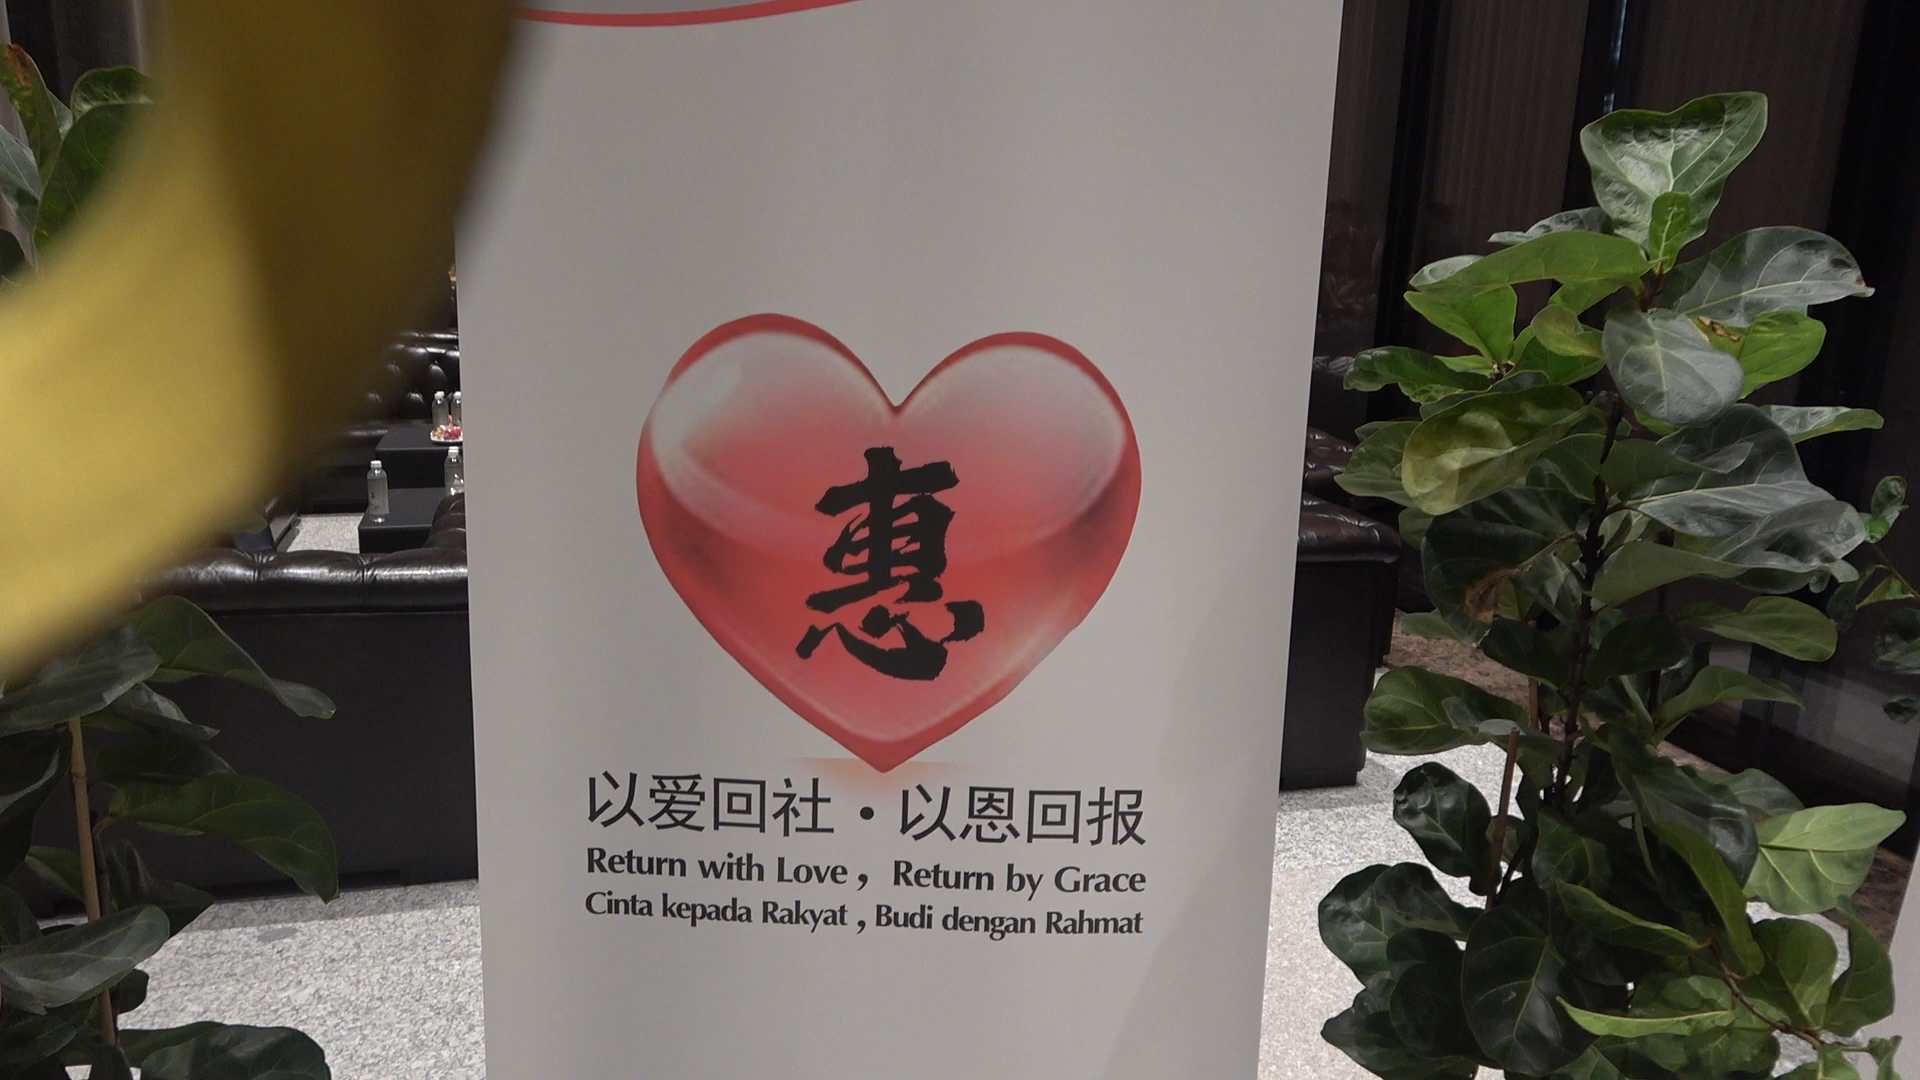 惠
以爱回社·以恩回报
Return with Love，Return by Grace
Cinta kepada Rakyat，Budi dengan Rahmat